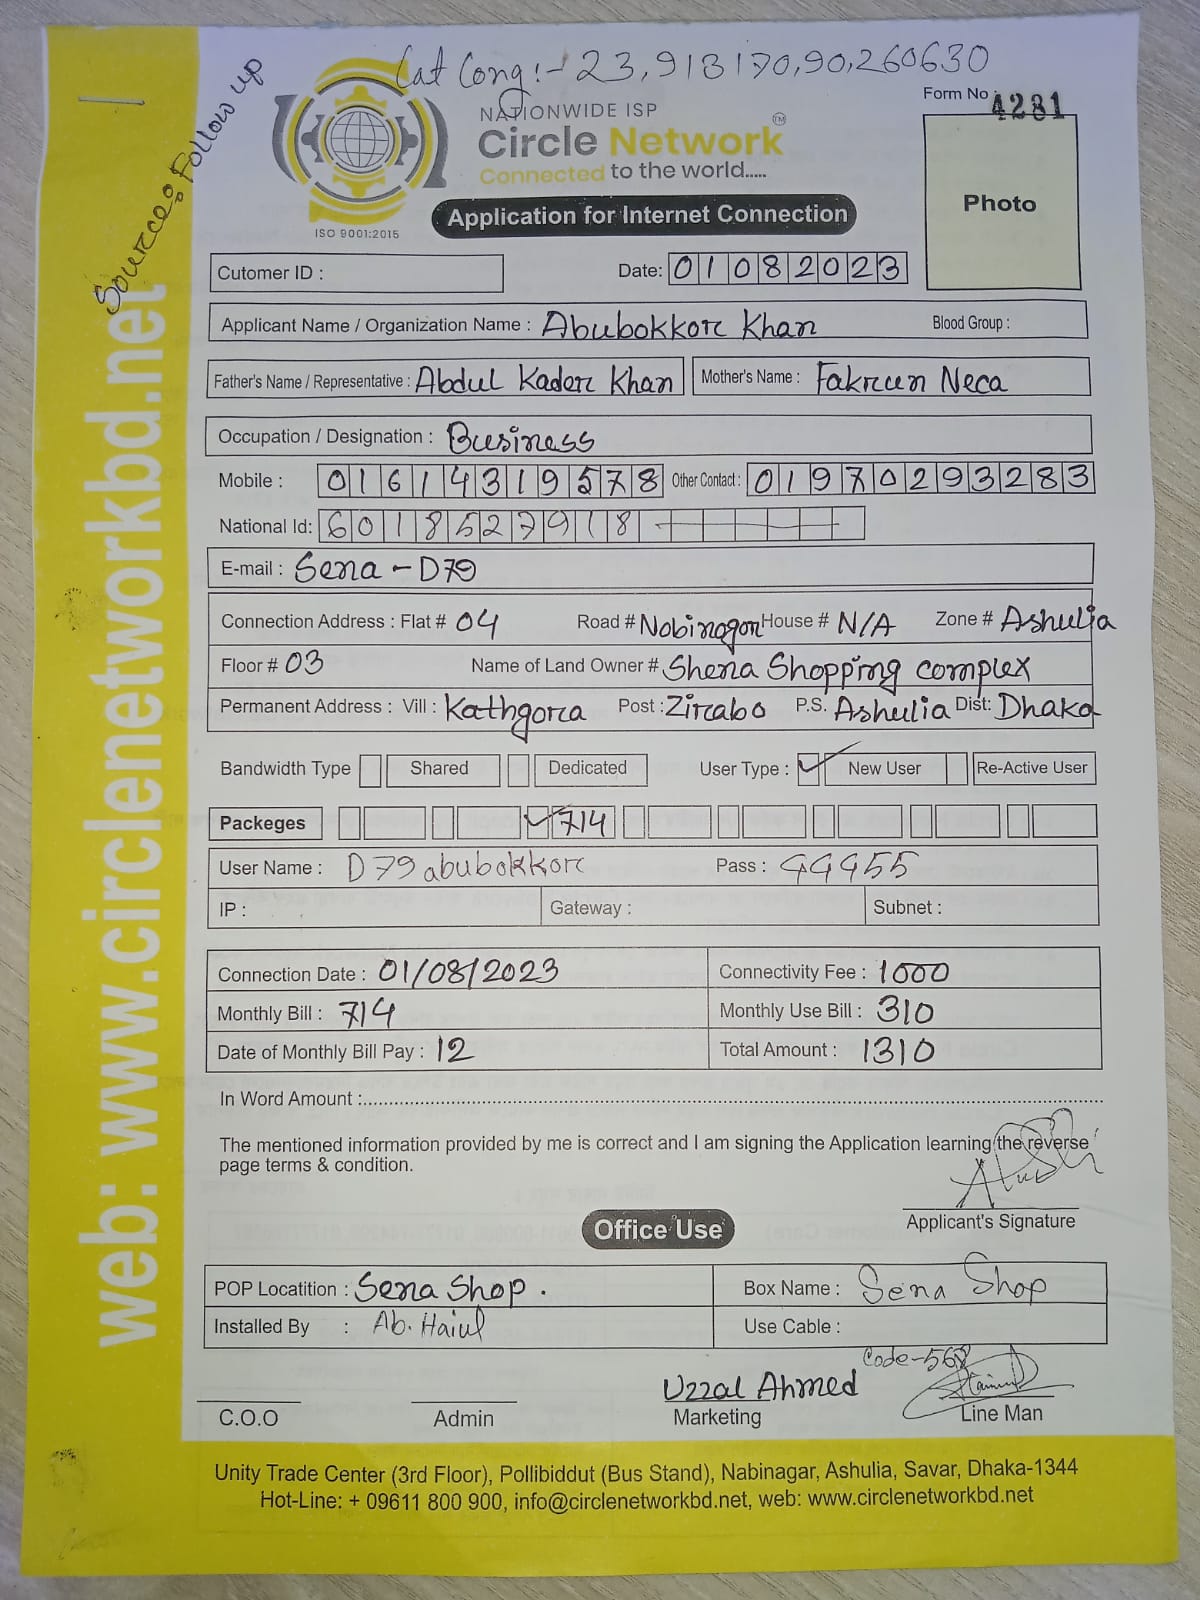 Cat Long:- 23,913170,90,260630
Source: Follow up
Form No : 4281
NATIONWIDE ISP
Circle Network TM
Connected to the world.....
ISO 9001:2015
Application for Internet Connection
Photo
Cutomer ID :
Date: 01082023
Applicant Name / Organization Name : Abubokkor Khan Blood Group :
Father's Name / Representative : Abdul Kader Khan Mother's Name : Fakrun Neca
Occupation / Designation : Business
Mobile : 01614319578 Other Contact : 01970293283
National Id: 6018527918
E-mail : Sena - D79
Connection Address : Flat # 04 Road # Nobinogor House # N/A Zone # Ashulia
Floor # 03 Name of Land Owner # Shena Shopping complex
Permanent Address : Vill : Kathgora Post : Zirabo P.S. Ashulia Dist: Dhaka
Bandwidth Type Shared Dedicated User Type : ✓ New User Re-Active User
Packeges ✓ 714
User Name : D79abubokkor Pass : 44455
IP : Gateway : Subnet :
Connection Date : 01/08/2023 Connectivity Fee : 1000
Monthly Bill : 714 Monthly Use Bill : 310
Date of Monthly Bill Pay : 12 Total Amount : 1310
In Word Amount :
The mentioned information provided by me is correct and I am signing the Application learning the reverse
page terms & condition.
Applicant's Signature
Office Use
POP Locatition : Sena Shop . Box Name : Sena Shop
Installed By : Ab. Haiul Use Cable :
Code-568
Uzzal Ahmed
C.O.O Admin Marketing Line Man
Unity Trade Center (3rd Floor), Pollibiddut (Bus Stand), Nabinagar, Ashulia, Savar, Dhaka-1344
Hot-Line: + 09611 800 900, info@circlenetworkbd.net, web: www.circlenetworkbd.net
web: www.circlenetworkbd.net